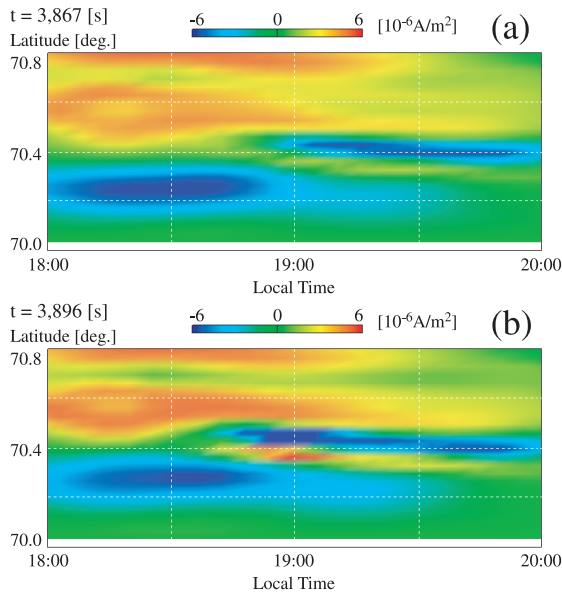 t = 3,867 [s]
-6 0 6 [10⁻⁶A/m²] (a)
Latitude [deg.]
70.8
70.4
70.0
18:00 19:00 20:00
Local Time
t = 3,896 [s]
-6 0 6 [10⁻⁶A/m²] (b)
Latitude [deg.]
70.8
70.4
70.0
18:00 19:00 20:00
Local Time